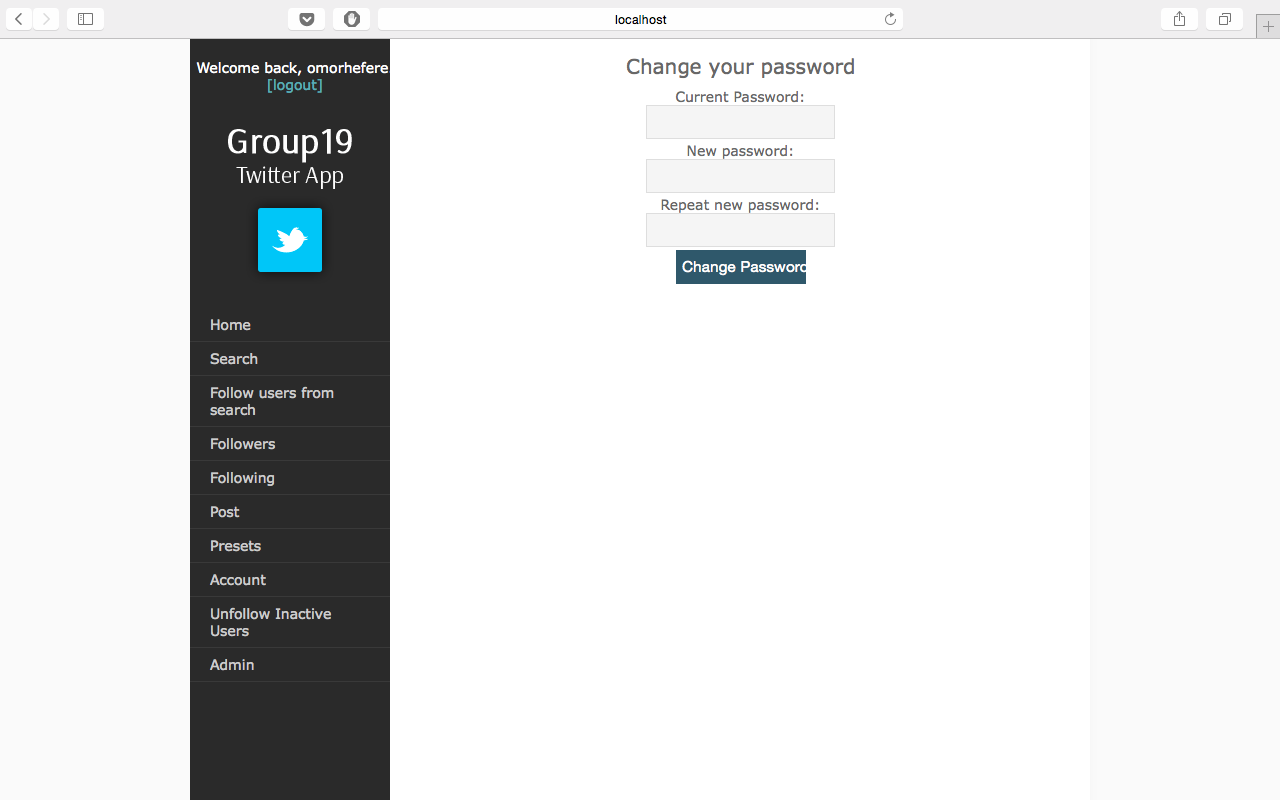 localhost
Welcome back, omorhefere
[logout]
Group19
Twitter App
Home
Search
Follow users from
search
Followers
Following
Post
Presets
Account
Unfollow Inactive
Users
Admin
Change your password
Current Password:
New password:
Repeat new password:
Change Password